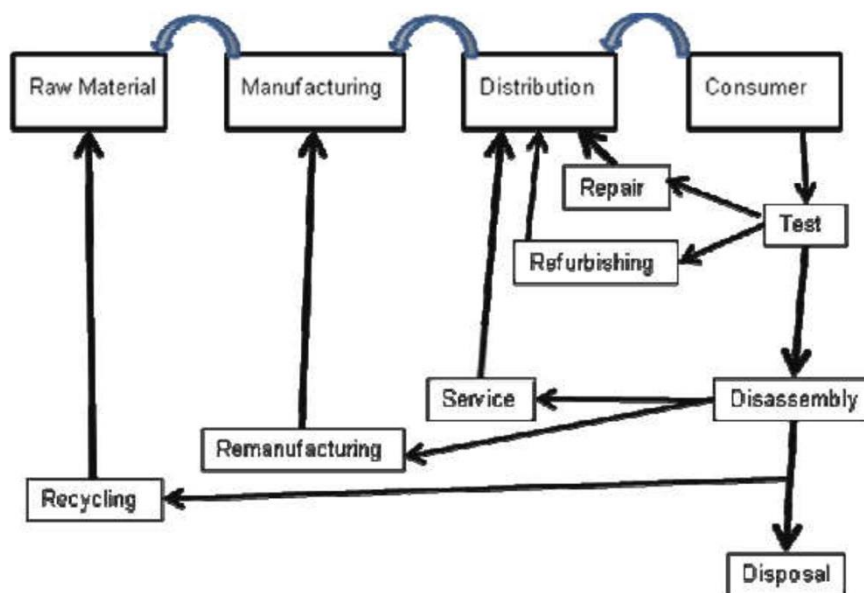 Raw Material
Manufacturing
Distribution
Consumer
Repair
Test
Refurbishing
Service
Disassembly
Remanufacturing
Recycling
Disposal